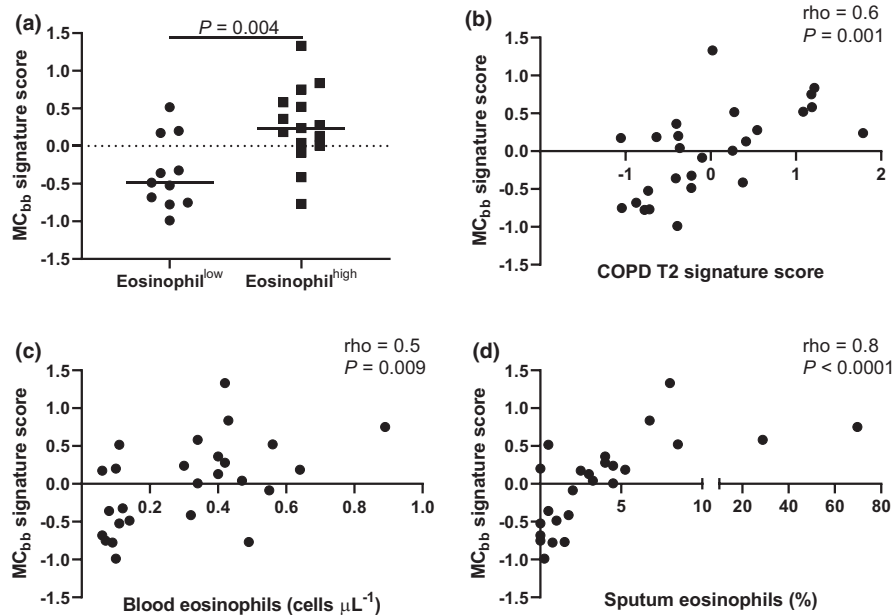 (a)
P = 0.004
MCbb signature score
1.5
1.0
0.5
0.0
-0.5
-1.0
-1.5
Eosinophillow
Eosinophilhigh
(b)
rho = 0.6
P = 0.001
MCbb signature score
1.5
1.0
0.5
0.0
-0.5
-1.0
-1.5
-1
0
1
2
COPD T2 signature score
(c)
rho = 0.5
P = 0.009
MCbb signature score
1.5
1.0
0.5
0.0
-0.5
-1.0
-1.5
0.2
0.4
0.6
0.8
1.0
Blood eosinophils (cells μL-1)
(d)
rho = 0.8
P < 0.0001
MCbb signature score
1.5
1.0
0.5
0.0
-0.5
-1.0
-1.5
5
10
20
40
60
80
Sputum eosinophils (%)